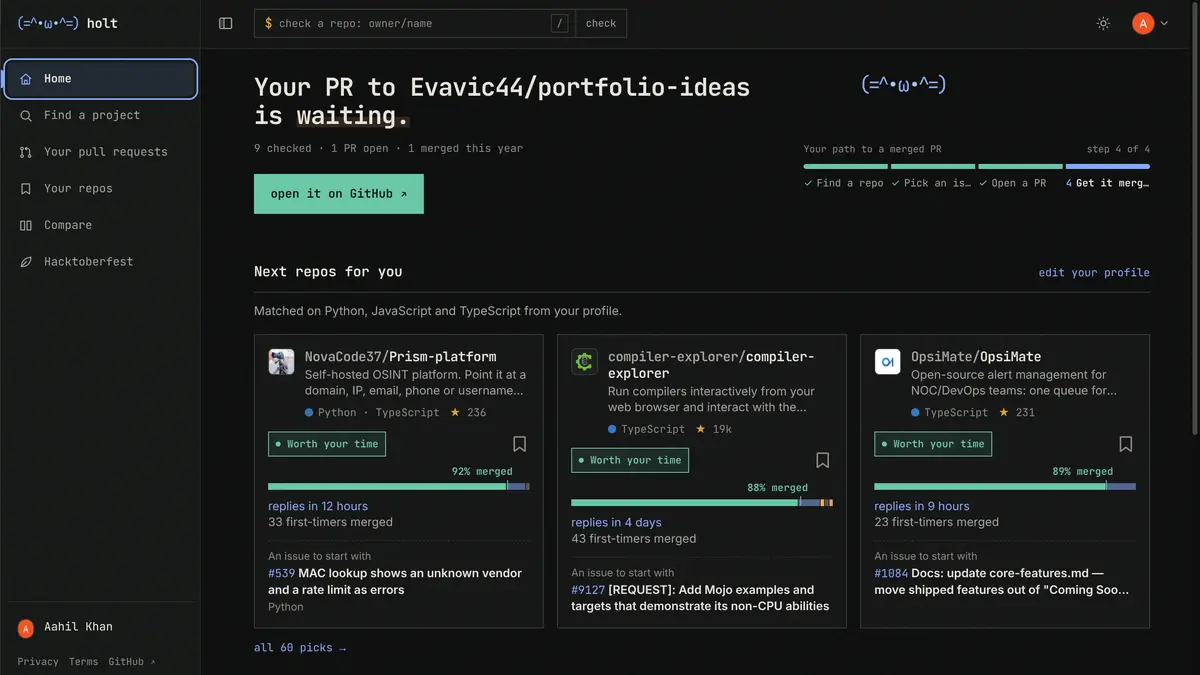 (=^•ω•^=) holt
$ check a repo: owner/name
/
check
A
Home
Find a project
Your pull requests
Your repos
Compare
Hacktoberfest
Your PR to Evavic44/portfolio-ideas
is waiting.
9 checked · 1 PR open · 1 merged this year
open it on GitHub ↗
(=^•ω•^=)
Your path to a merged PR
step 4 of 4
✓ Find a repo
✓ Pick an is…
✓ Open a PR
4 Get it merg…
Next repos for you
edit your profile
Matched on Python, JavaScript and TypeScript from your profile.
NovaCode37/Prism-platform
Self-hosted OSINT platform. Point it at a
domain, IP, email, phone or username…
Python · TypeScript ★ 236
Worth your time
92% merged
replies in 12 hours
33 first-timers merged
An issue to start with
#539 MAC lookup shows an unknown vendor
and a rate limit as errors
Python
compiler-explorer/compiler-
explorer
Run compilers interactively from your
web browser and interact with the…
TypeScript ★ 19k
Worth your time
88% merged
replies in 4 days
43 first-timers merged
An issue to start with
#9127 [REQUEST]: Add Mojo examples and
targets that demonstrate its non-CPU abilities
OpsiMate/OpsiMate
Open-source alert management for
NOC/DevOps teams: one queue for…
TypeScript ★ 231
Worth your time
89% merged
replies in 9 hours
23 first-timers merged
An issue to start with
#1084 Docs: update core-features.md —
move shipped features out of "Coming Soo…
all 60 picks →
A
Aahil Khan
Privacy Terms GitHub ↗